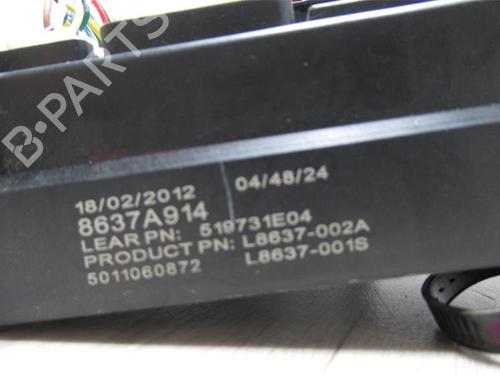 B-PARTS
18/02/2012 04/48/24
8637A914
LEAR PN: 519731E04
PRODUCT PN: L8637-002A
5011060872 L8637-001S